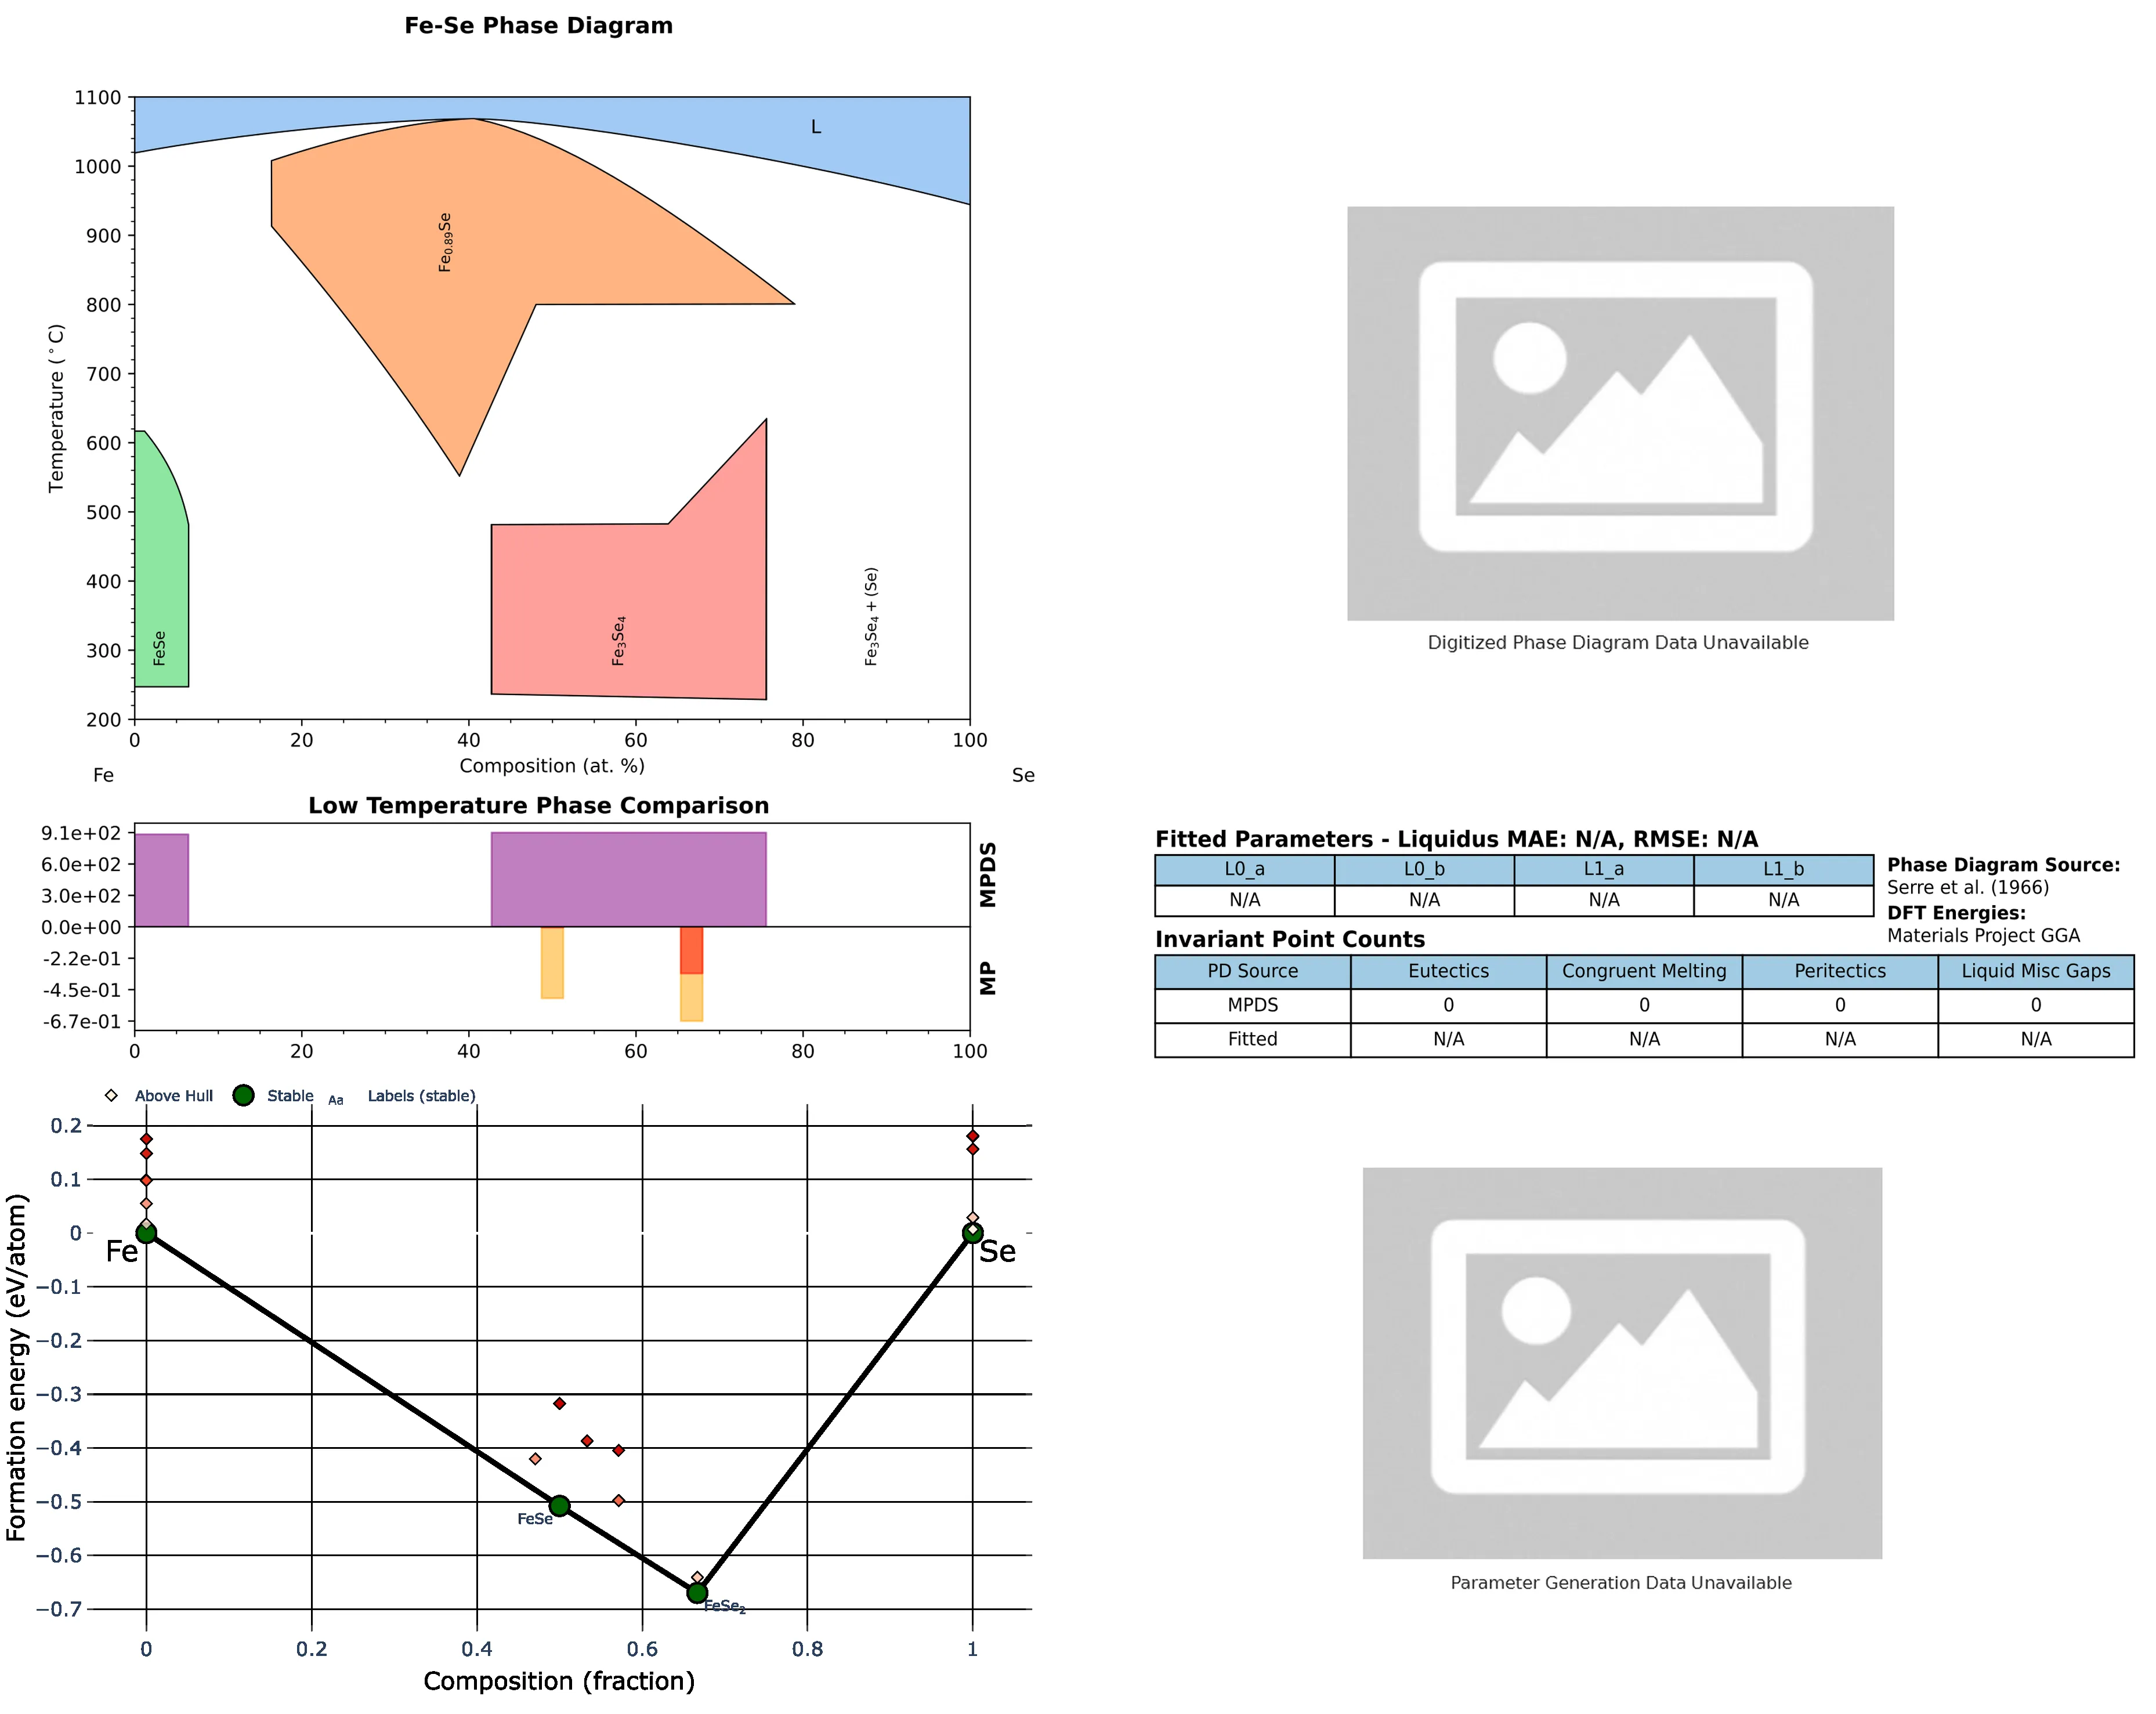 Fe-Se Phase Diagram
1100
1000
900
800
700
600
500
400
300
200
Temperature (°C)
L
Fe0.89Se
FeSe
Fe3Se4
Fe3Se4 + (Se)
0 20 40 60 80 100
Composition (at. %)
Fe Se
Digitized Phase Diagram Data Unavailable
Low Temperature Phase Comparison
9.1e+02
6.0e+02
3.0e+02
0.0e+00
-2.2e-01
-4.5e-01
-6.7e-01
MPDS
MP
0 20 40 60 80 100
Fitted Parameters - Liquidus MAE: N/A, RMSE: N/A
L0_a L0_b L1_a L1_b
N/A N/A N/A N/A
Phase Diagram Source:
Serre et al. (1966)
DFT Energies:
Materials Project GGA
Invariant Point Counts
PD Source Eutectics Congruent Melting Peritectics Liquid Misc Gaps
MPDS 0 0 0 0
Fitted N/A N/A N/A N/A
Above Hull Stable Aa Labels (stable)
0.2
0.1
0
−0.1
−0.2
−0.3
−0.4
−0.5
−0.6
−0.7
Formation energy (eV/atom)
Fe
Se
FeSe
FeSe2
0 0.2 0.4 0.6 0.8 1
Composition (fraction)
Parameter Generation Data Unavailable